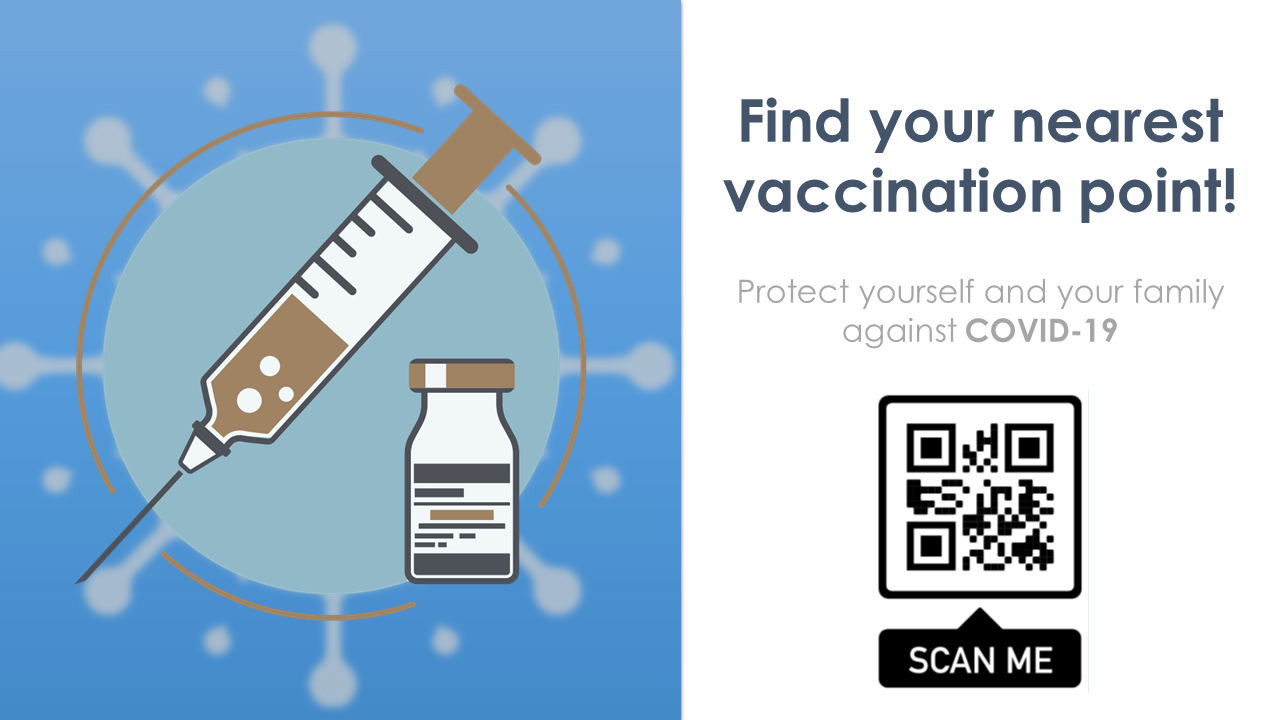 Find your nearest
vaccination point!
Protect yourself and your family
against COVID-19
SCAN ME